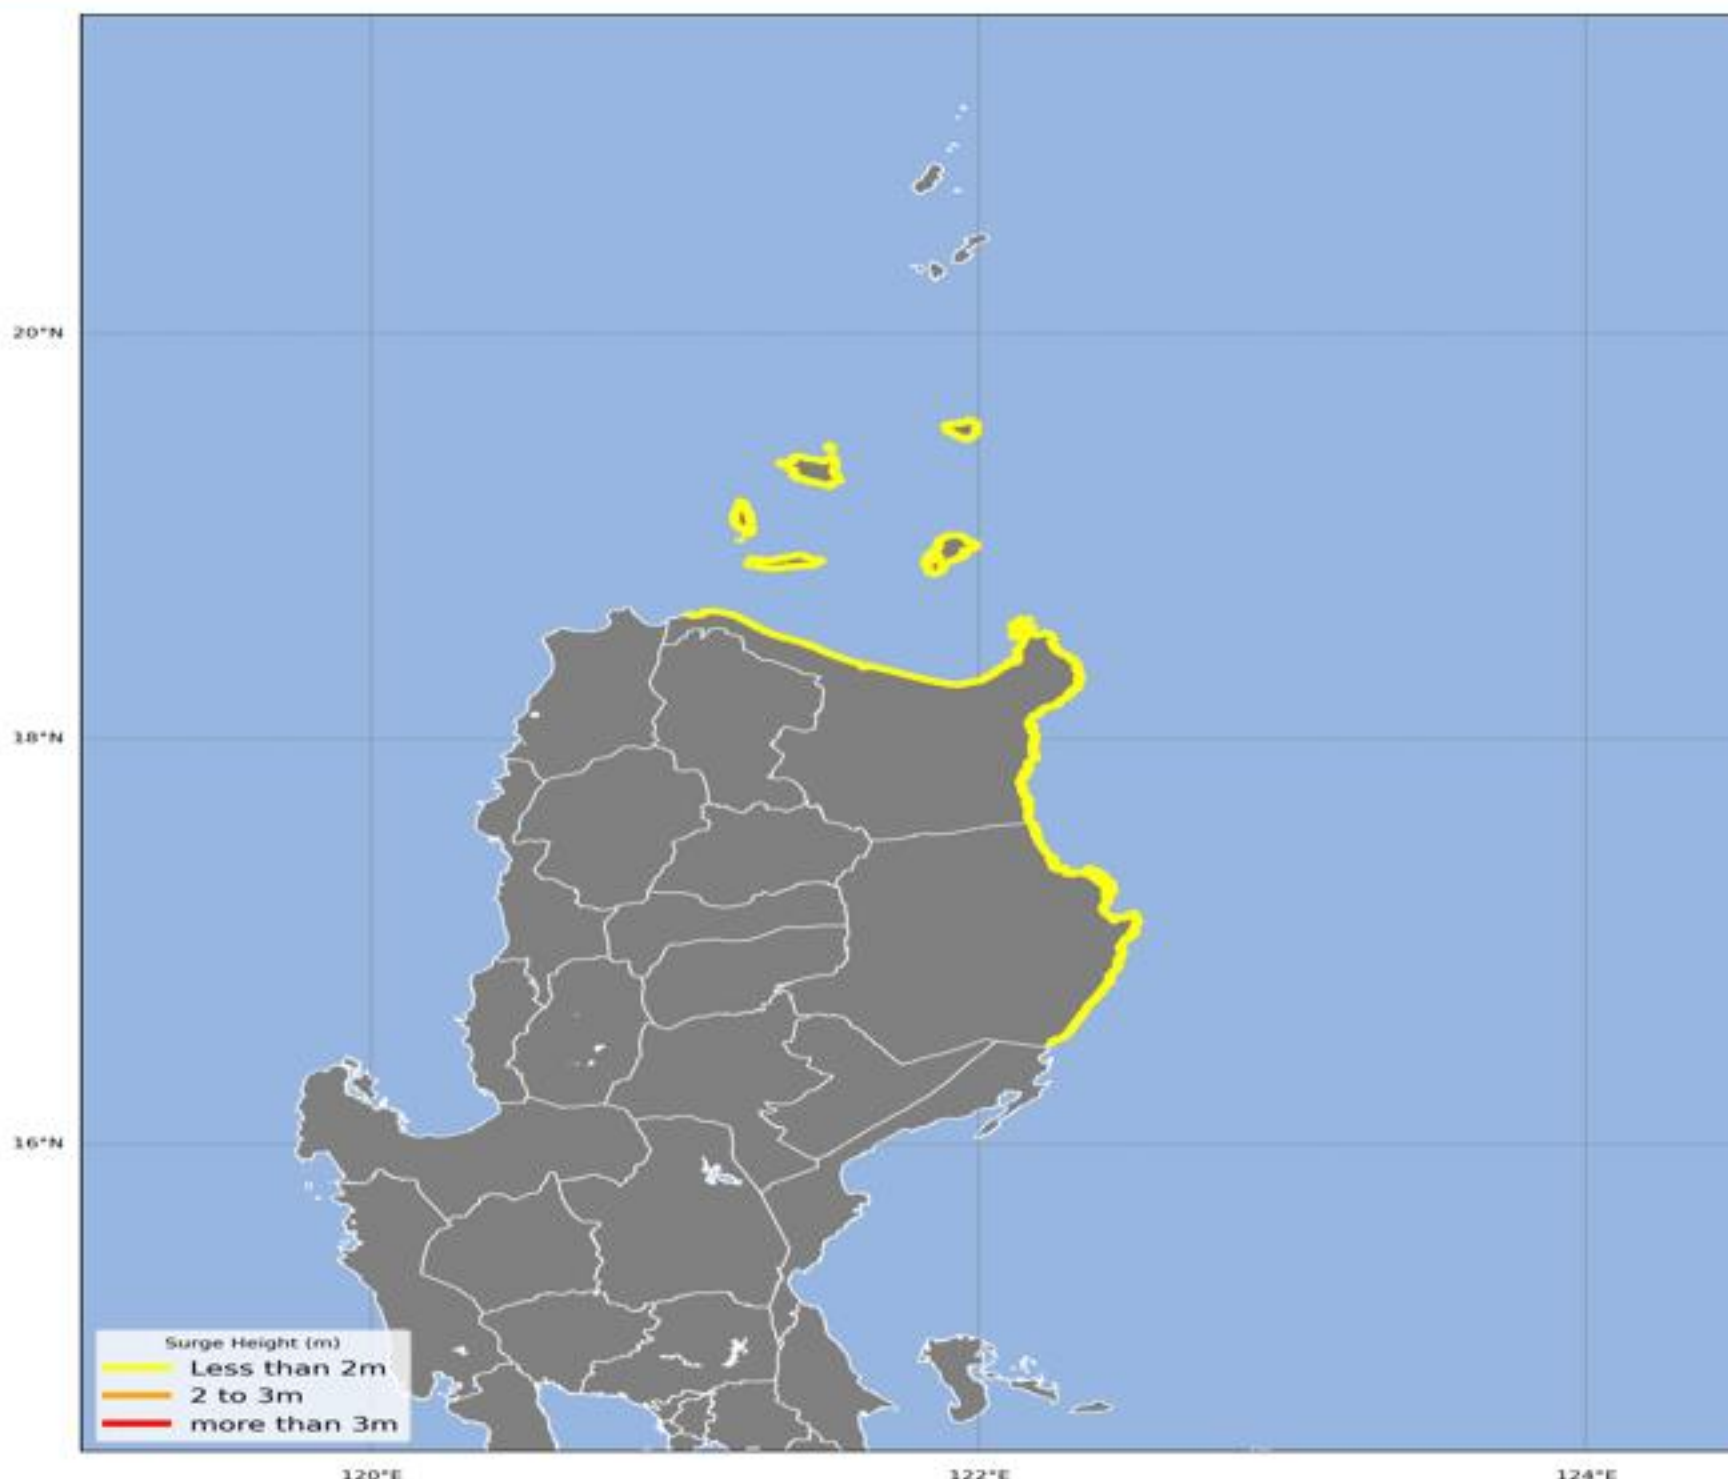 20°N
18°N
16°N
Surge Height (m)
Less than 2m
2 to 3m
more than 3m
120°E
122°E
124°E